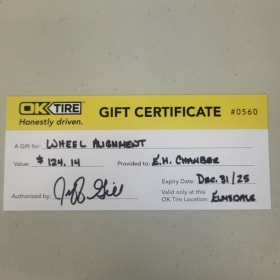 OK TIRE
Honestly driven.
GIFT CERTIFICATE #0560
A Gift for: WHEEL ALIGNMENT
Value: $124.14 Provided to: E.H. CHAMBER
Expiry Date: DEC. 31/25
Authorized by:
Valid only at this
OK Tire Location: ELMSDALE